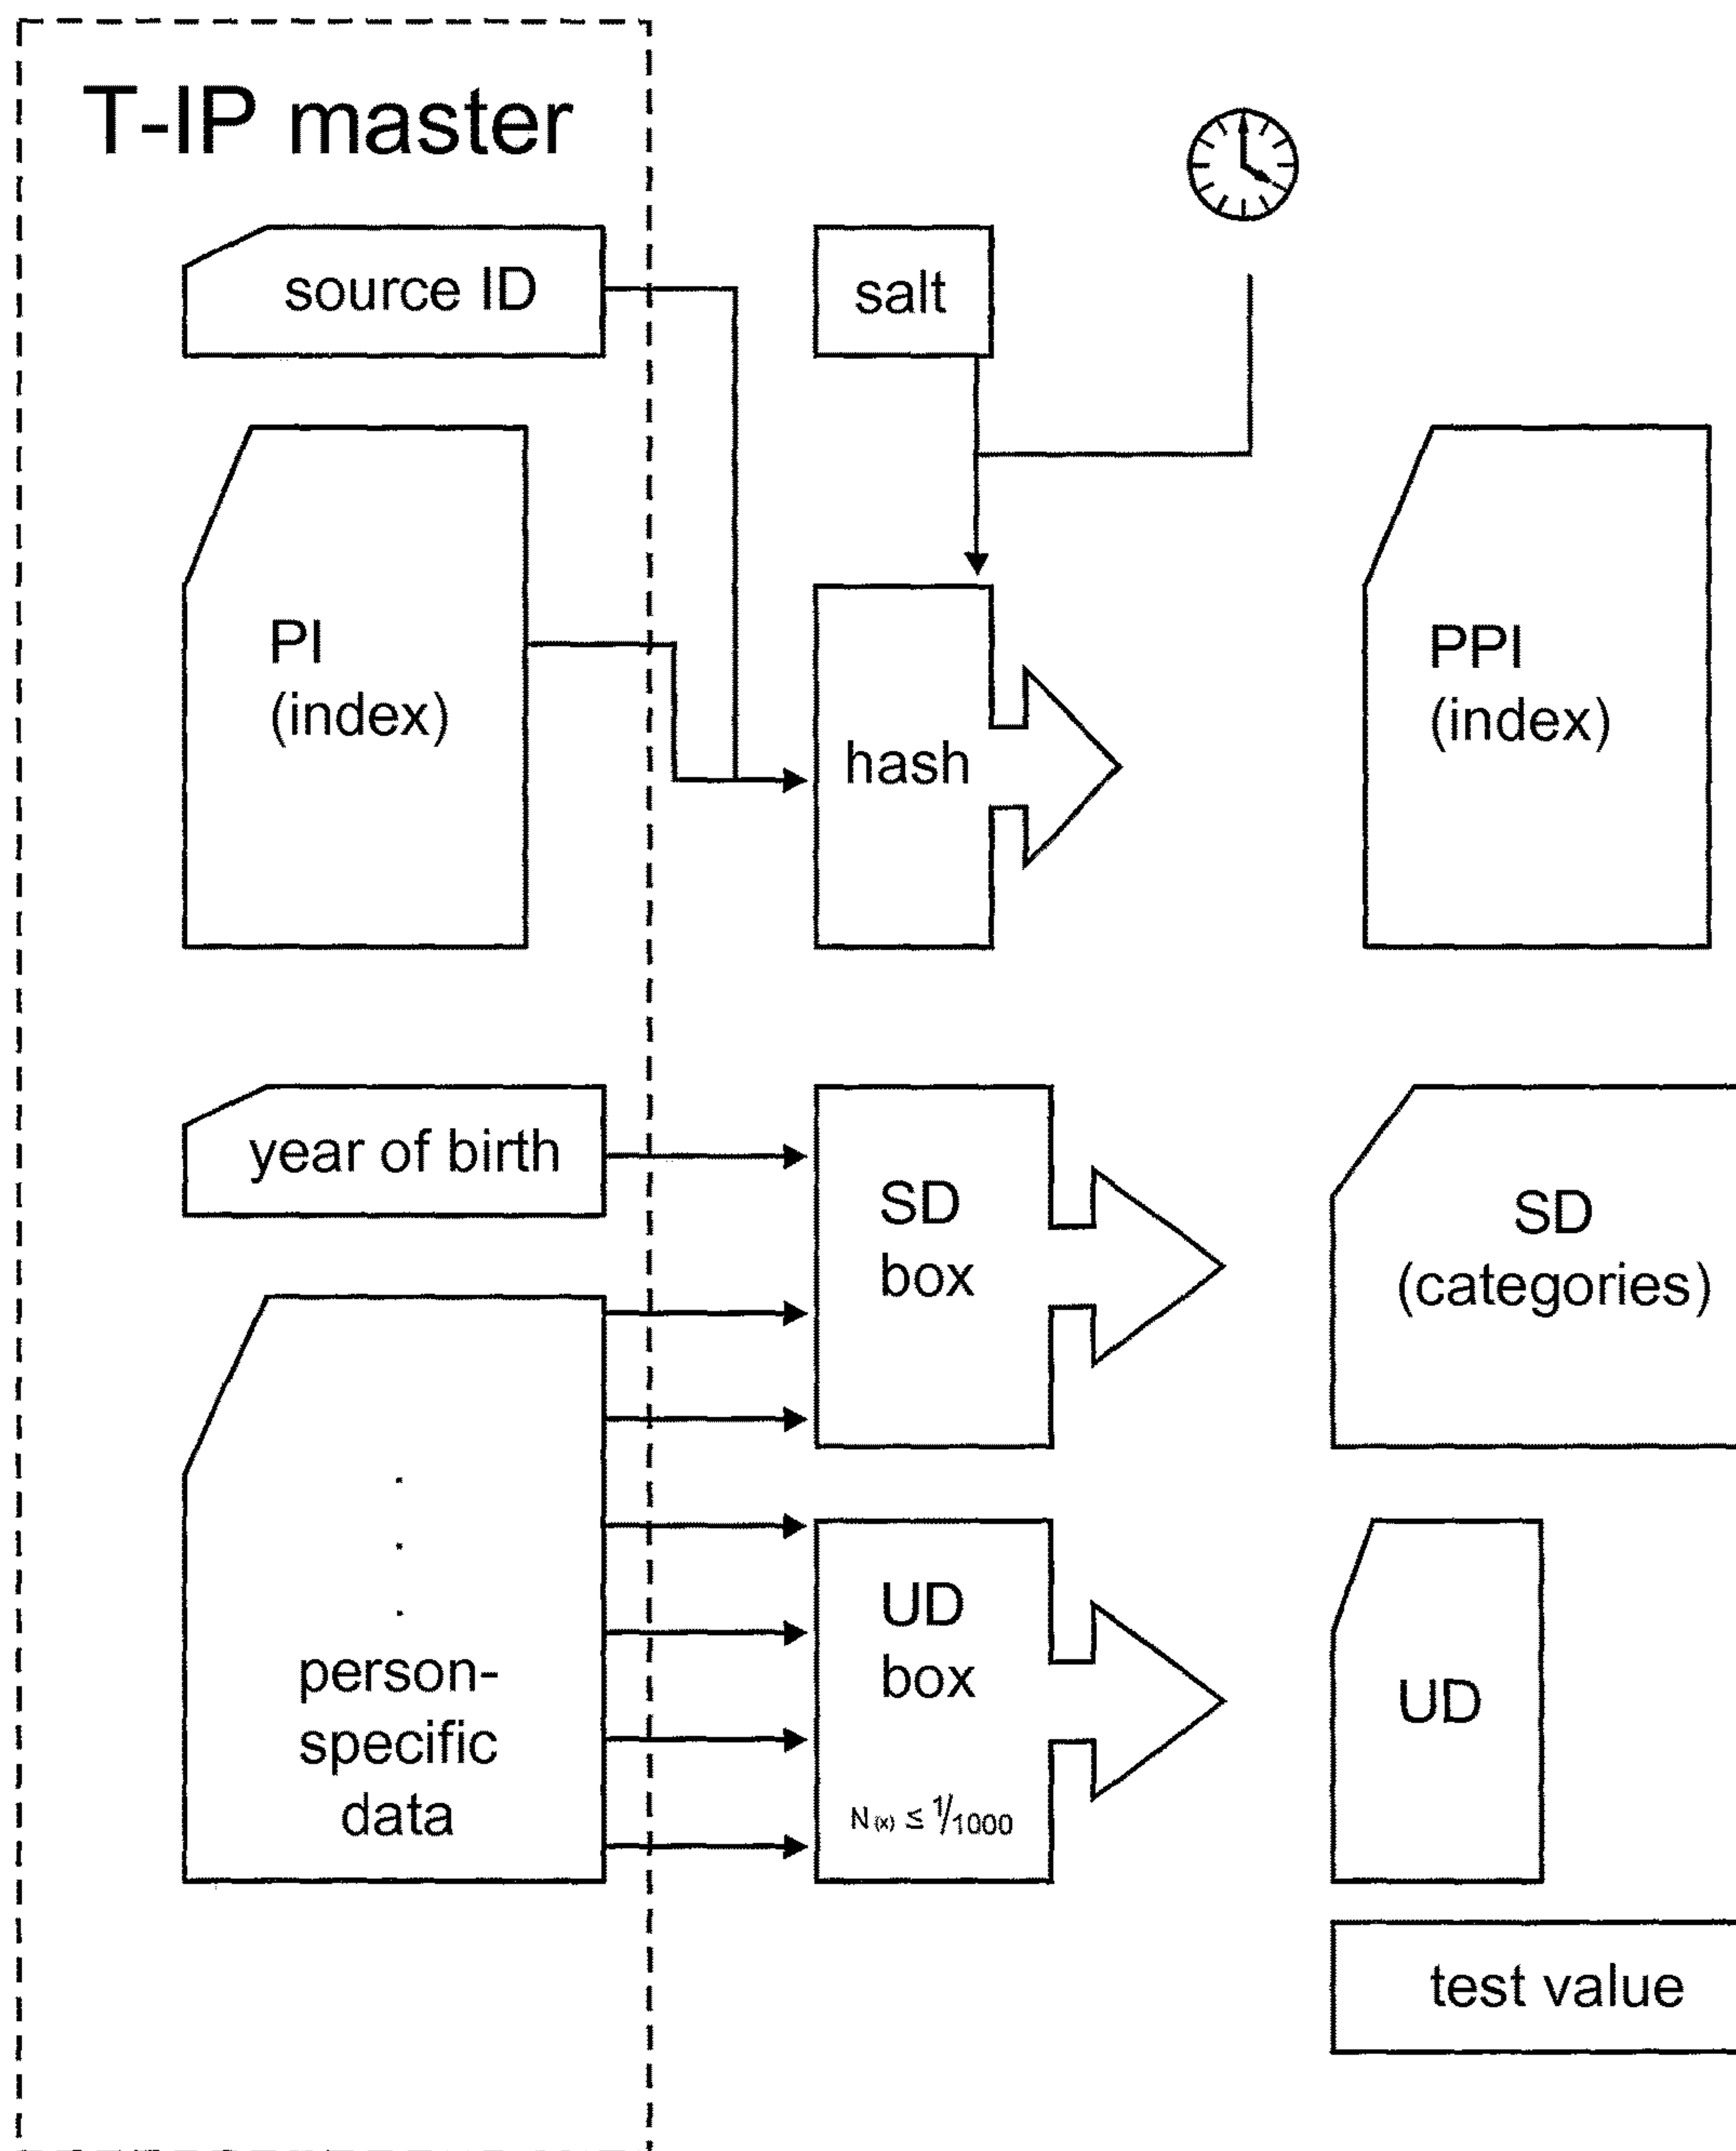 T-IP master
source ID
salt
PI
(index)
hash
PPI
(index)
year of birth
SD
box
SD
(categories)
.
.
.
person-
specific
data
UD
box
N(x) ≤ 1/1000
UD
test value